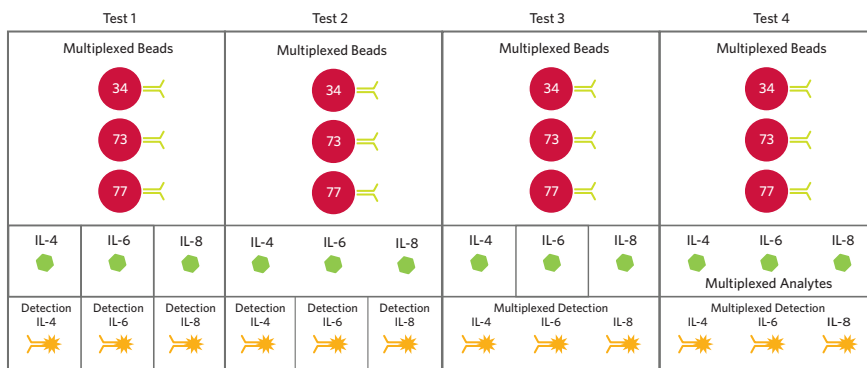 Test 1 Test 2 Test 3 Test 4
Multiplexed Beads Multiplexed Beads Multiplexed Beads Multiplexed Beads
34 34 34 34
73 73 73 73
77 77 77 77
IL-4 IL-6 IL-8 IL-4 IL-6 IL-8 IL-4 IL-6 IL-8 IL-4 IL-6 IL-8
Multiplexed Analytes
Detection Detection Detection Detection Detection Detection Multiplexed Detection Multiplexed Detection
IL-4 IL-6 IL-8 IL-4 IL-6 IL-8 IL-4 IL-6 IL-8 IL-4 IL-6 IL-8